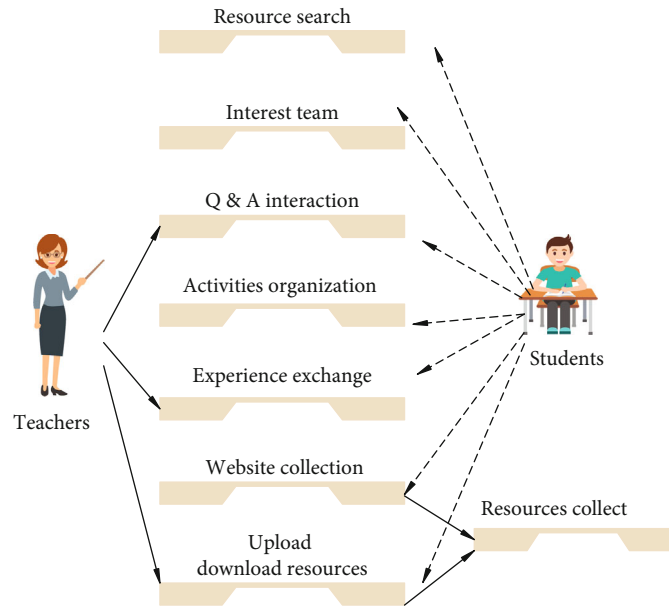 Resource search
Interest team
Q & A interaction
Activities organization
Students
Experience exchange
Teachers
Website collection
Resources collect
Upload
download resources